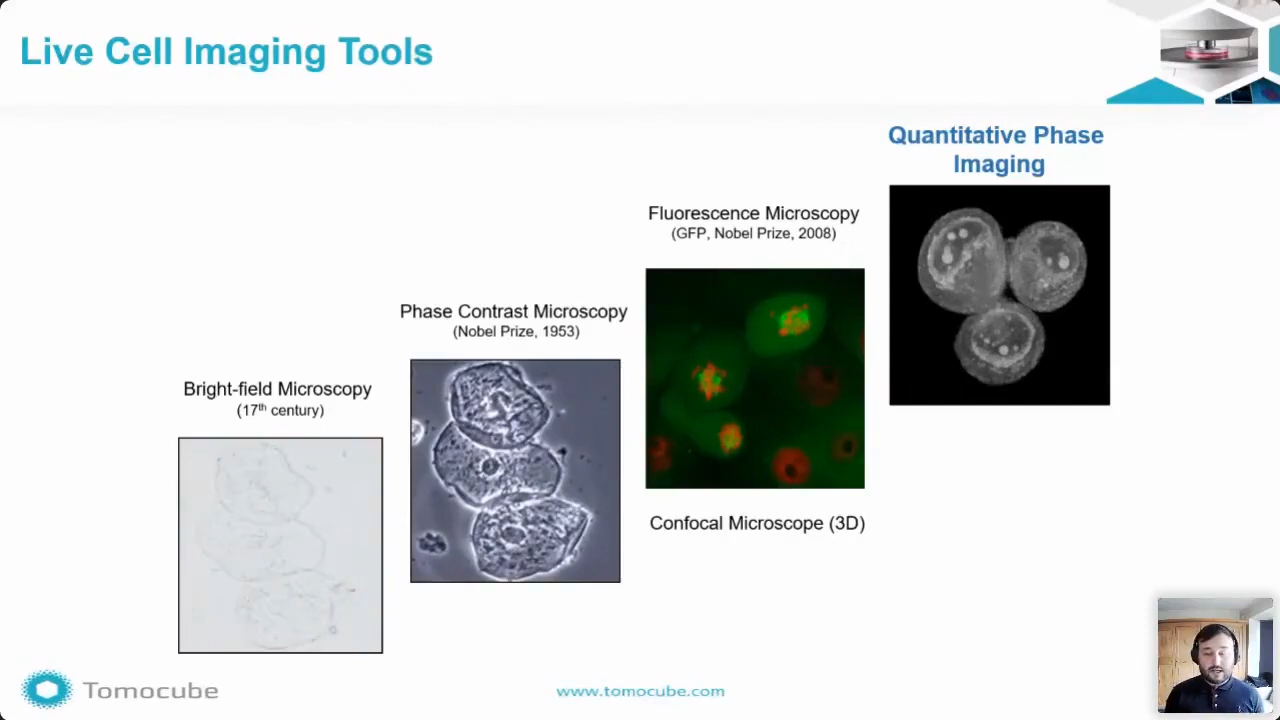 Live Cell Imaging Tools
Quantitative Phase
Imaging
Fluorescence Microscopy
(GFP, Nobel Prize, 2008)
Phase Contrast Microscopy
(Nobel Prize, 1953)
Bright-field Microscopy
(17th century)
Confocal Microscope (3D)
Tomocube
www.tomocube.com